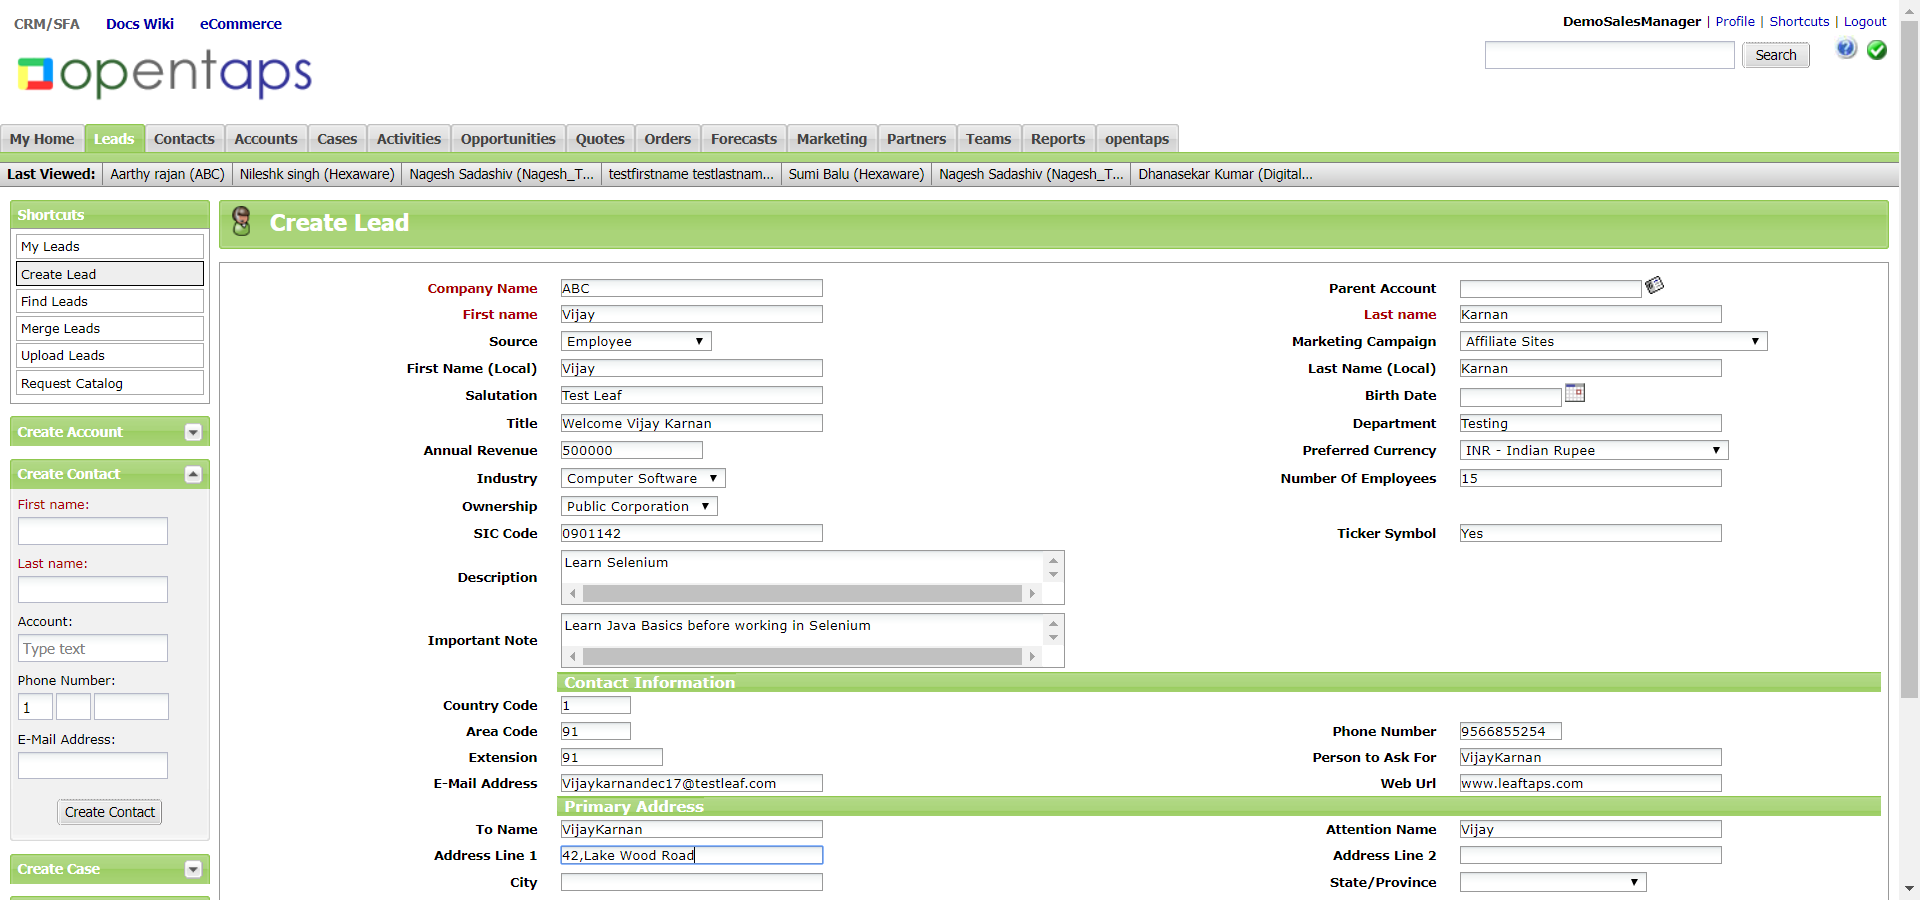 CRM/SFA Docs Wiki eCommerce
DemoSalesManager | Profile | Shortcuts | Logout
opentaps
Search
My Home Leads Contacts Accounts Cases Activities Opportunities Quotes Orders Forecasts Marketing Partners Teams Reports opentaps
Last Viewed: Aarthy rajan (ABC) Nileshk singh (Hexaware) Nagesh Sadashiv (Nagesh_T... testfirstname testlastnam... Sumi Balu (Hexaware) Nagesh Sadashiv (Nagesh_T... Dhanasekar Kumar (Digital...
Shortcuts
My Leads
Create Lead
Find Leads
Merge Leads
Upload Leads
Request Catalog
Create Account
Create Contact
First name:
Last name:
Account:
Type text
Phone Number:
1
E-Mail Address:
Create Contact
Create Case
Create Lead
Company Name ABC Parent Account
First name Vijay Last name Karnan
Source Employee Marketing Campaign Affiliate Sites
First Name (Local) Vijay Last Name (Local) Karnan
Salutation Test Leaf Birth Date
Title Welcome Vijay Karnan Department Testing
Annual Revenue 500000 Preferred Currency INR - Indian Rupee
Industry Computer Software Number Of Employees 15
Ownership Public Corporation
SIC Code 0901142 Ticker Symbol Yes
Description Learn Selenium
Important Note Learn Java Basics before working in Selenium
Contact Information
Country Code 1
Area Code 91 Phone Number 9566855254
Extension 91 Person to Ask For VijayKarnan
E-Mail Address Vijaykarnandec17@testleaf.com Web Url www.leaftaps.com
Primary Address
To Name VijayKarnan Attention Name Vijay
Address Line 1 42,Lake Wood Road Address Line 2
City State/Province